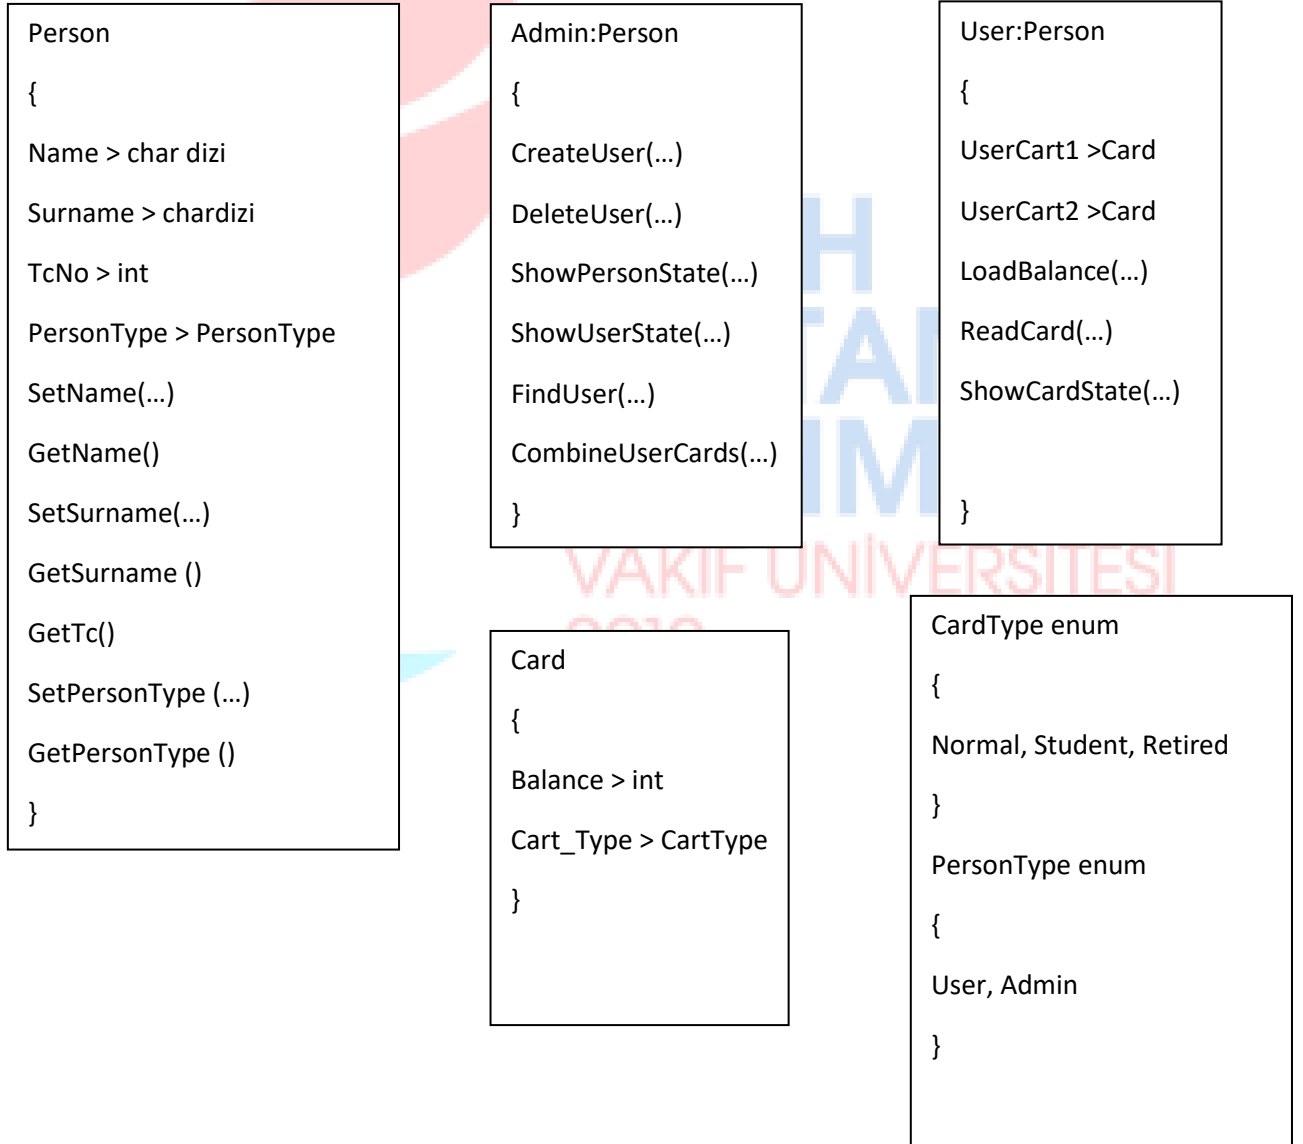 Person
{
Name > char dizi
Surname > chardizi
TcNo > int
PersonType > PersonType
SetName(…)
GetName()
SetSurname(…)
GetSurname ()
GetTc()
SetPersonType (…)
GetPersonType ()
}
Admin:Person
{
CreateUser(…)
DeleteUser(…)
ShowPersonState(…)
ShowUserState(…)
FindUser(…)
CombineUserCards(…)
}
User:Person
{
UserCart1 >Card
UserCart2 >Card
LoadBalance(…)
ReadCard(…)
ShowCardState(…)
}
VAKIF ÜNİVERSİTESİ
Card
{
Balance > int
Cart_Type > CartType
}
CardType enum
{
Normal, Student, Retired
}
PersonType enum
{
User, Admin
}